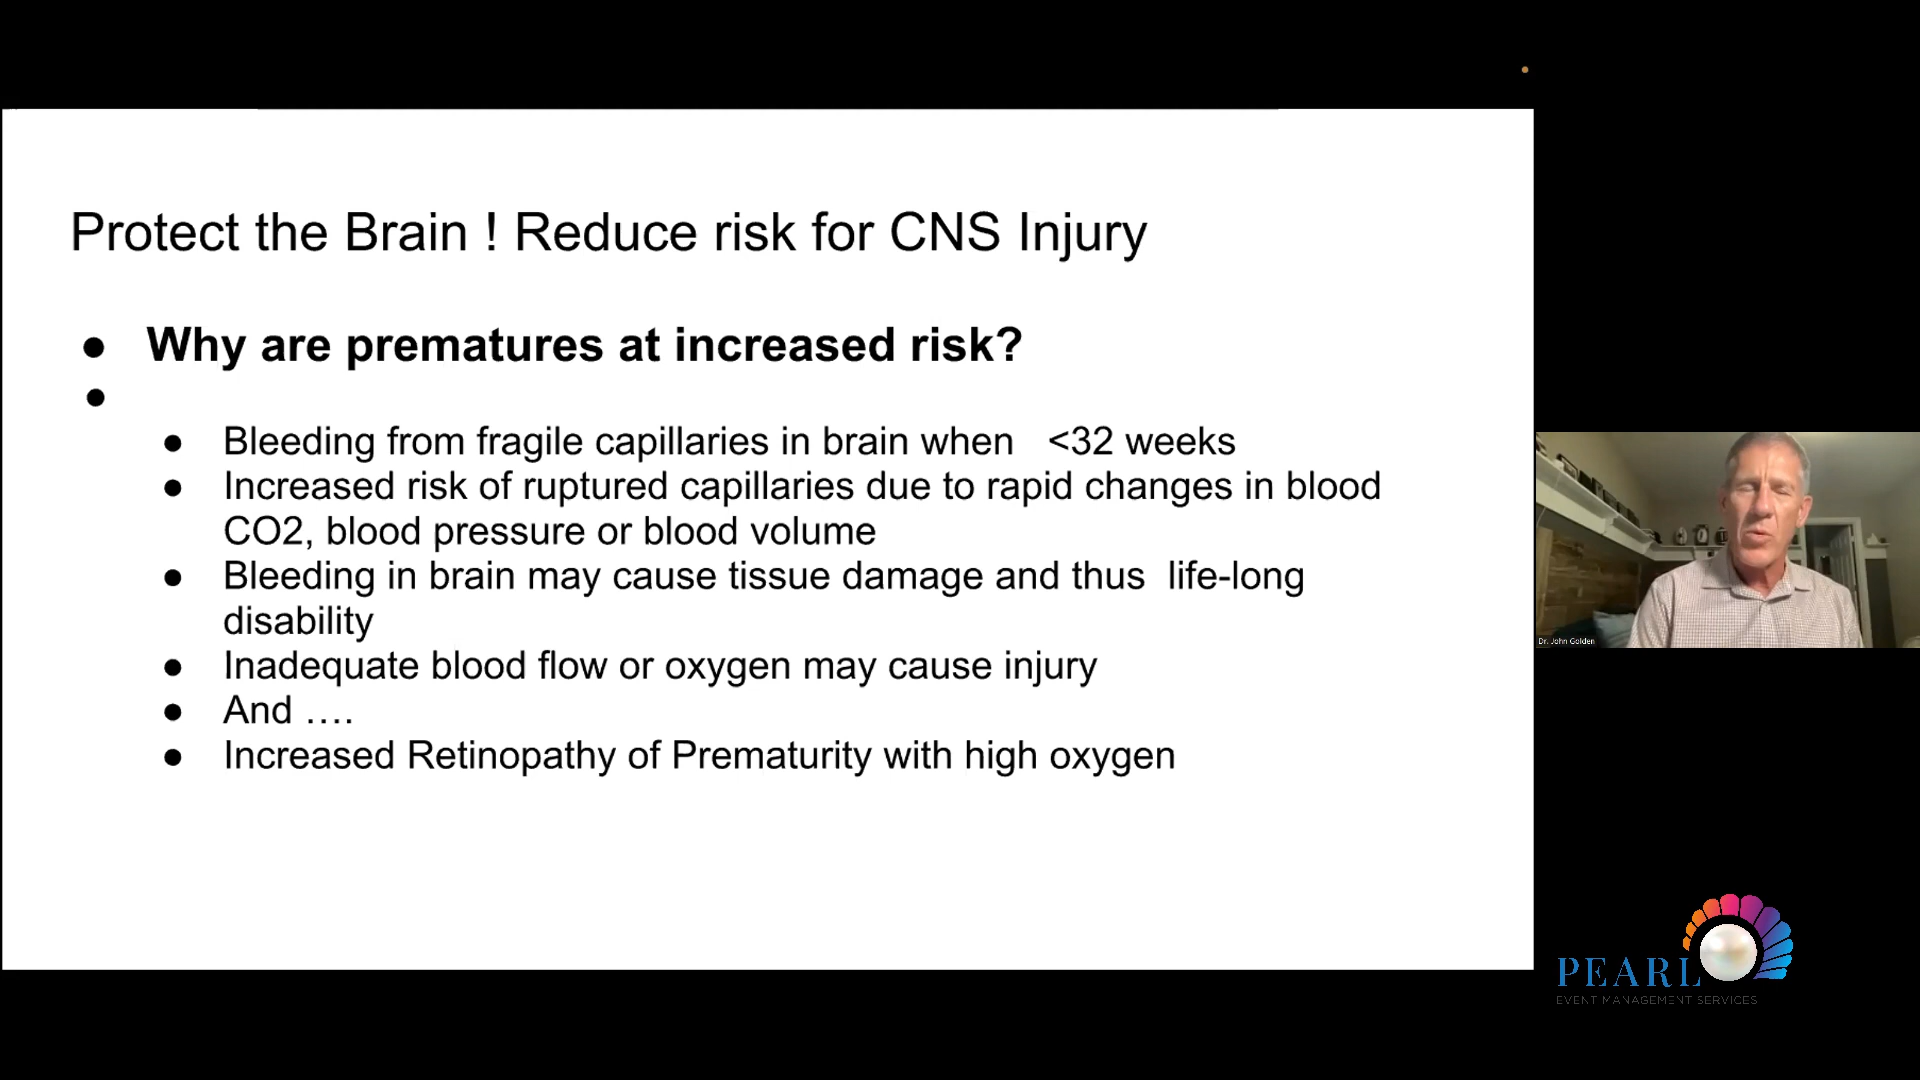 Protect the Brain ! Reduce risk for CNS Injury
● Why are prematures at increased risk?
●
● Bleeding from fragile capillaries in brain when <32 weeks
● Increased risk of ruptured capillaries due to rapid changes in blood
CO2, blood pressure or blood volume
● Bleeding in brain may cause tissue damage and thus life-long
disability
● Inadequate blood flow or oxygen may cause injury
● And ….
● Increased Retinopathy of Prematurity with high oxygen
Dr. John Golden
PEARL
EVENT MANAGEMENT SERVICES